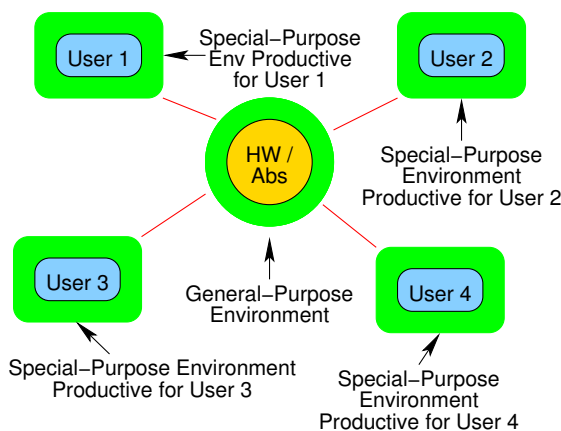 User 1
Special−Purpose
Env Productive
for User 1
User 2
HW /
Abs
Special−Purpose
Environment
Productive for User 2
User 3
General−Purpose
Environment
User 4
Special−Purpose Environment
Productive for User 3
Special−Purpose
Environment
Productive for User 4